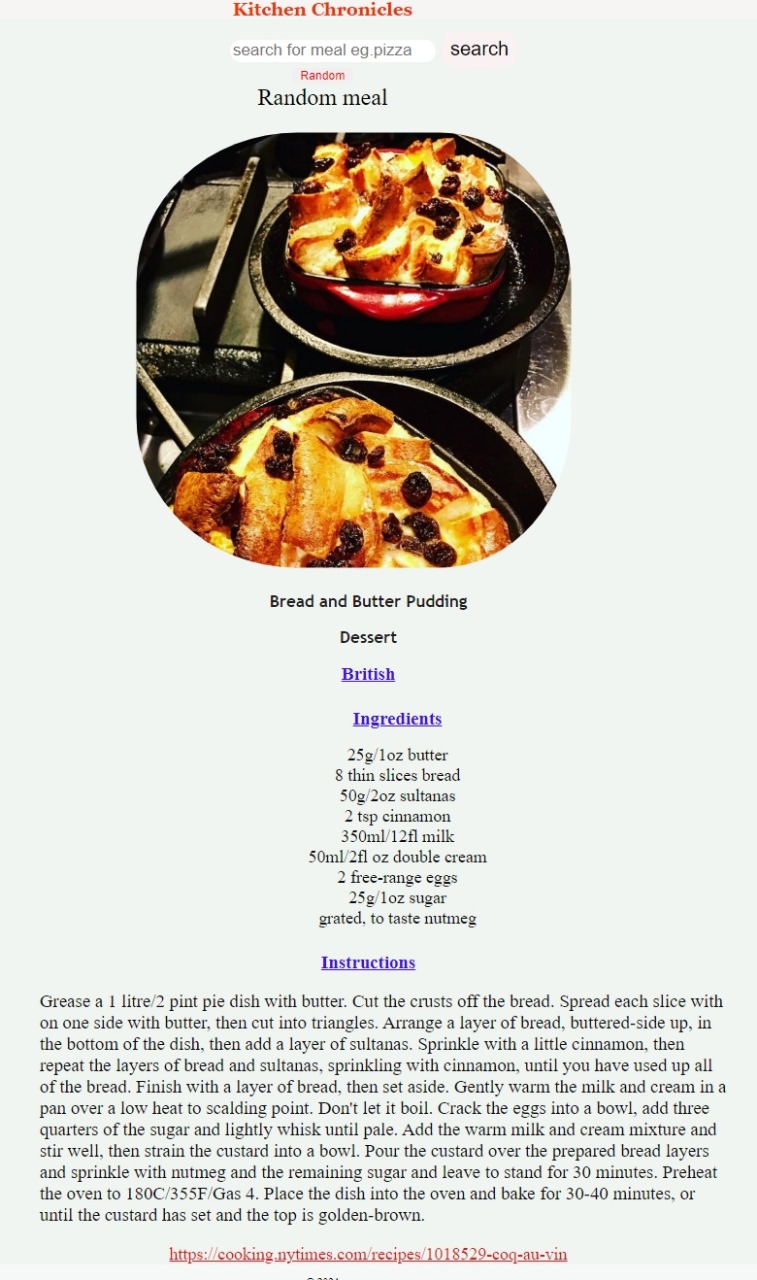 Kitchen Chronicles
search for meal eg.pizza
search
Random
Random meal
Bread and Butter Pudding
Dessert
British
Ingredients
25g/1oz butter
8 thin slices bread
50g/2oz sultanas
2 tsp cinnamon
350ml/12fl milk
50ml/2fl oz double cream
2 free-range eggs
25g/1oz sugar
grated, to taste nutmeg
Instructions
Grease a 1 litre/2 pint pie dish with butter. Cut the crusts off the bread. Spread each slice with
on one side with butter, then cut into triangles. Arrange a layer of bread, buttered-side up, in
the bottom of the dish, then add a layer of sultanas. Sprinkle with a little cinnamon, then
repeat the layers of bread and sultanas, sprinkling with cinnamon, until you have used up all
of the bread. Finish with a layer of bread, then set aside. Gently warm the milk and cream in a
pan over a low heat to scalding point. Don't let it boil. Crack the eggs into a bowl, add three
quarters of the sugar and lightly whisk until pale. Add the warm milk and cream mixture and
stir well, then strain the custard into a bowl. Pour the custard over the prepared bread layers
and sprinkle with nutmeg and the remaining sugar and leave to stand for 30 minutes. Preheat
the oven to 180C/355F/Gas 4. Place the dish into the oven and bake for 30-40 minutes, or
until the custard has set and the top is golden-brown.
https://cooking.nytimes.com/recipes/1018529-coq-au-vin